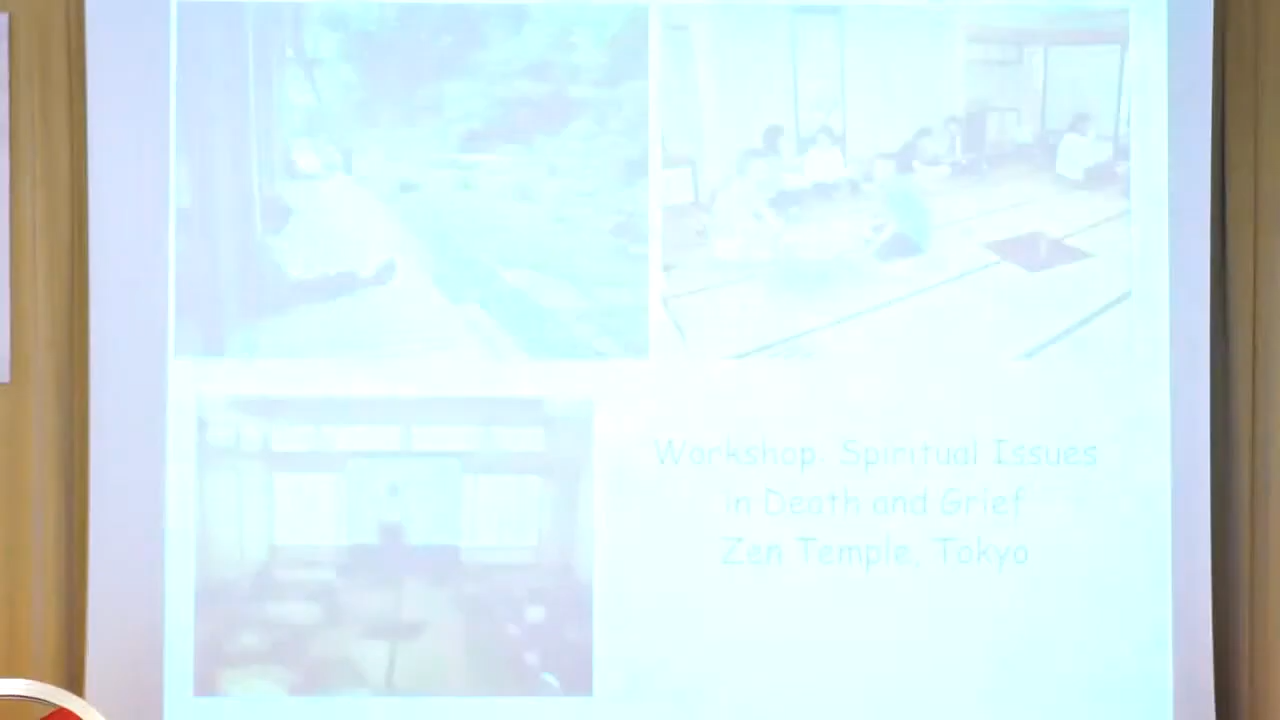 Workshop: Spiritual Issues
in Death and Grief
Zen Temple, Tokyo